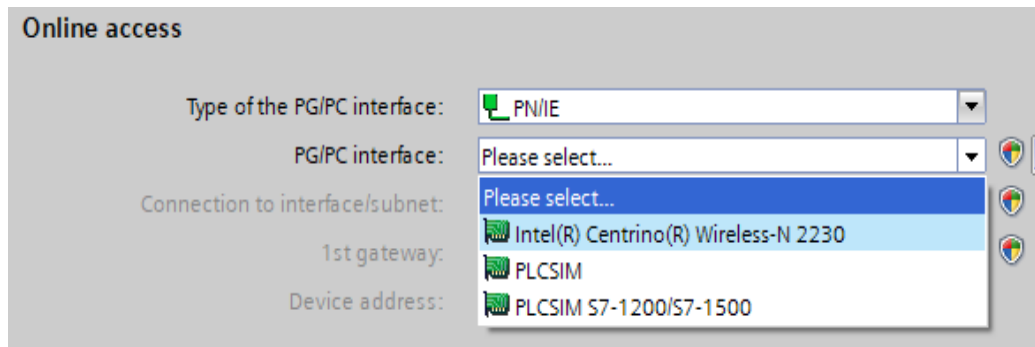 Online access
Type of the PG/PC interface: PN/IE
PG/PC interface: Please select...
Please select...
Connection to interface/subnet:
Intel(R) Centrino(R) Wireless-N 2230
1st gateway:
PLCSIM
Device address:
PLCSIM S7-1200/S7-1500